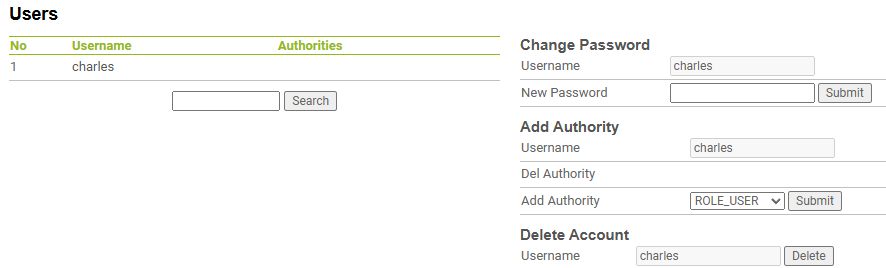 Users
No Username Authorities
1 charles
Search
Change Password
Username charles
New Password Submit
Add Authority
Username charles
Del Authority
Add Authority ROLE_USER Submit
Delete Account
Username charles Delete